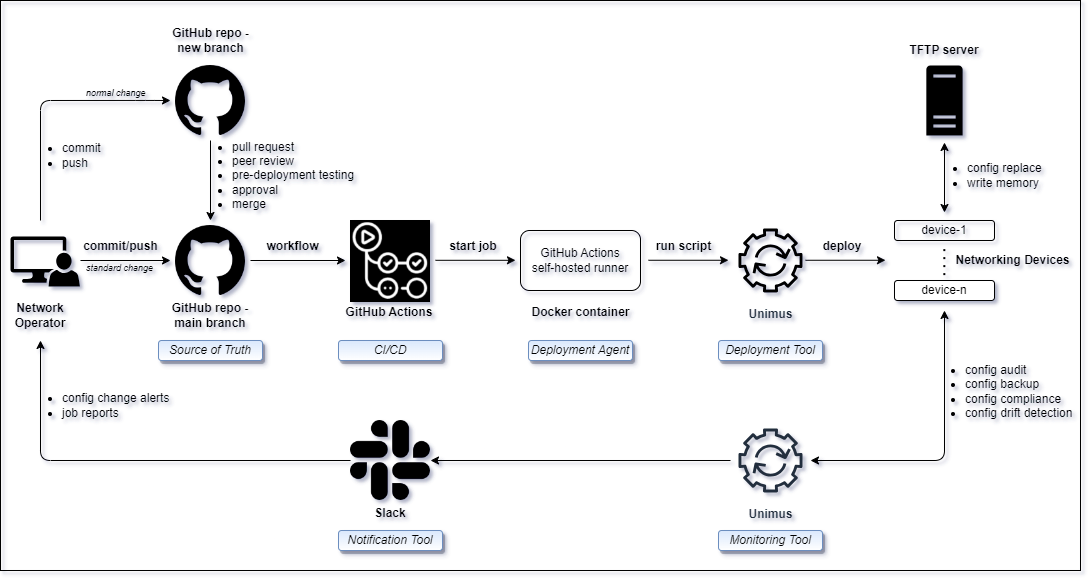 GitHub repo -
new branch
TFTP server
normal change
commit
push
pull request
peer review
pre-deployment testing
approval
merge
config replace
write memory
commit/push
standard change
workflow
start job
GitHub Actions
self-hosted runner
run script
deploy
device-1
Networking Devices
device-n
Network
Operator
GitHub repo -
main branch
GitHub Actions
Docker container
Unimus
Source of Truth
CI/CD
Deployment Agent
Deployment Tool
config change alerts
job reports
config audit
config backup
config compliance
config drift detection
Slack
Unimus
Notification Tool
Monitoring Tool